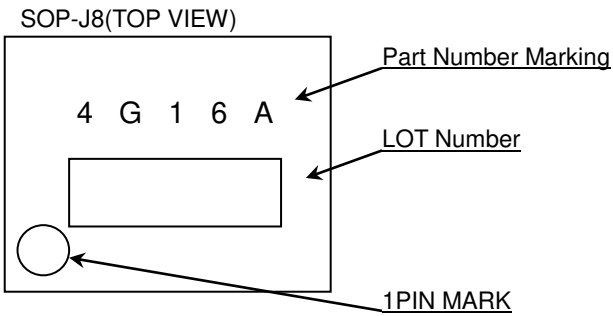 SOP-J8(TOP VIEW)
Part Number Marking
4 G 1 6 A
LOT Number
1PIN MARK